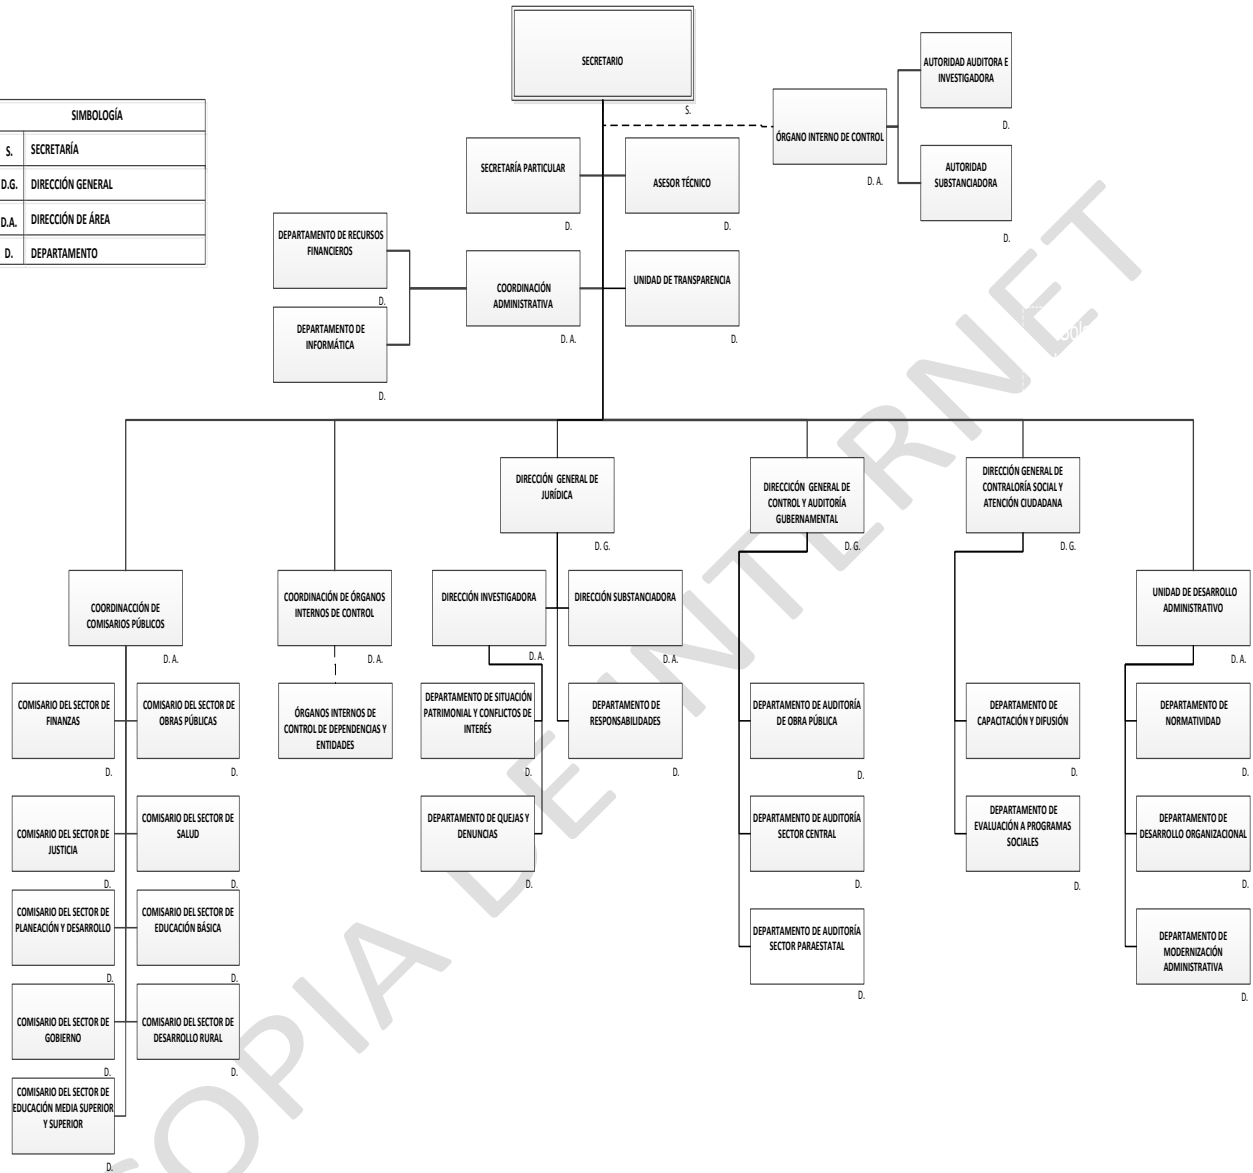 SECRETARIO
S.
SIMBOLOGÍA
S. SECRETARÍA
D.G. DIRECCIÓN GENERAL
D.A. DIRECCIÓN DE ÁREA
D. DEPARTAMENTO
ÓRGANO INTERNO DE CONTROL
D. A.
AUTORIDAD AUDITORA E
INVESTIGADORA
D.
AUTORIDAD
SUBSTANCIADORA
D.
SECRETARÍA PARTICULAR
D.
ASESOR TÉCNICO
D.
DEPARTAMENTO DE RECURSOS
FINANCIEROS
D.
DEPARTAMENTO DE
INFORMÁTICA
D.
COORDINACIÓN
ADMINISTRATIVA
D. A.
UNIDAD DE TRANSPARENCIA
D.
COORDINACCIÓN DE
COMISARIOS PÚBLICOS
D. A.
COMISARIO DEL SECTOR DE
FINANZAS
D.
COMISARIO DEL SECTOR DE
OBRAS PÚBLICAS
D.
COMISARIO DEL SECTOR DE
JUSTICIA
D.
COMISARIO DEL SECTOR DE
SALUD
D.
COMISARIO DEL SECTOR DE
PLANEACIÓN Y DESARROLLO
D.
COMISARIO DEL SECTOR DE
EDUCACIÓN BÁSICA
D.
COMISARIO DEL SECTOR DE
GOBIERNO
D.
COMISARIO DEL SECTOR DE
DESARROLLO RURAL
D.
COMISARIO DEL SECTOR DE
EDUCACIÓN MEDIA SUPERIOR
Y SUPERIOR
D.
COORDINACIÓN DE ÓRGANOS
INTERNOS DE CONTROL
D. A.
ÓRGANOS INTERNOS DE
CONTROL DE DEPENDENCIAS Y
ENTIDADES
DIRECCIÓN GENERAL DE
JURÍDICA
D. G.
DIRECCIÓN INVESTIGADORA
D. A.
DIRECCIÓN SUBSTANCIADORA
D. A.
DEPARTAMENTO DE SITUACIÓN
PATRIMONIAL Y CONFLICTOS DE
INTERÉS
D.
DEPARTAMENTO DE
RESPONSABILIDADES
D.
DEPARTAMENTO DE QUEJAS Y
DENUNCIAS
D.
DIRECCICÓN GENERAL DE
CONTROL Y AUDITORÍA
GUBERNAMENTAL
D. G.
DEPARTAMENTO DE AUDITORÍA
DE OBRA PÚBLICA
D.
DEPARTAMENTO DE AUDITORÍA
SECTOR CENTRAL
D.
DEPARTAMENTO DE AUDITORÍA
SECTOR PARAESTATAL
D.
DIRECCIÓN GENERAL DE
CONTRALORÍA SOCIAL Y
ATENCIÓN CIUDADANA
D. G.
DEPARTAMENTO DE
CAPACITACIÓN Y DIFUSIÓN
D.
DEPARTAMENTO DE
EVALUACIÓN A PROGRAMAS
SOCIALES
D.
UNIDAD DE DESARROLLO
ADMINISTRATIVO
D. A.
DEPARTAMENTO DE
NORMATIVIDAD
D.
DEPARTAMENTO DE
DESARROLLO ORGANIZACIONAL
D.
DEPARTAMENTO DE
MODERNIZACIÓN
ADMINISTRATIVA
D.
COPIA DE INTERNET